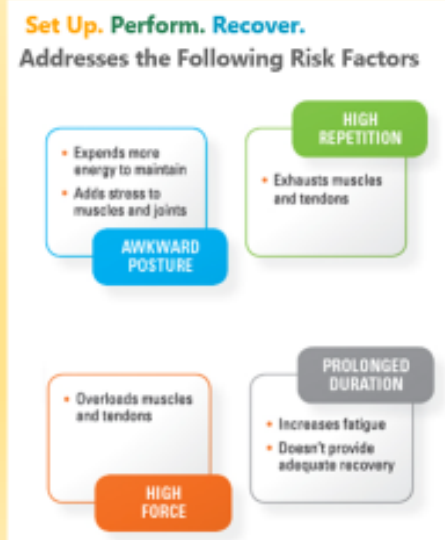 Set Up. Perform. Recover.
Addresses the Following Risk Factors
• Expends more
energy to maintain
• Adds stress to
muscles and joints
AWKWARD
POSTURE
HIGH
REPETITION
• Exhausts muscles
and tendons
• Overloads muscles
and tendons
HIGH
FORCE
PROLONGED
DURATION
• Increases fatigue
• Doesn't provide
adequate recovery